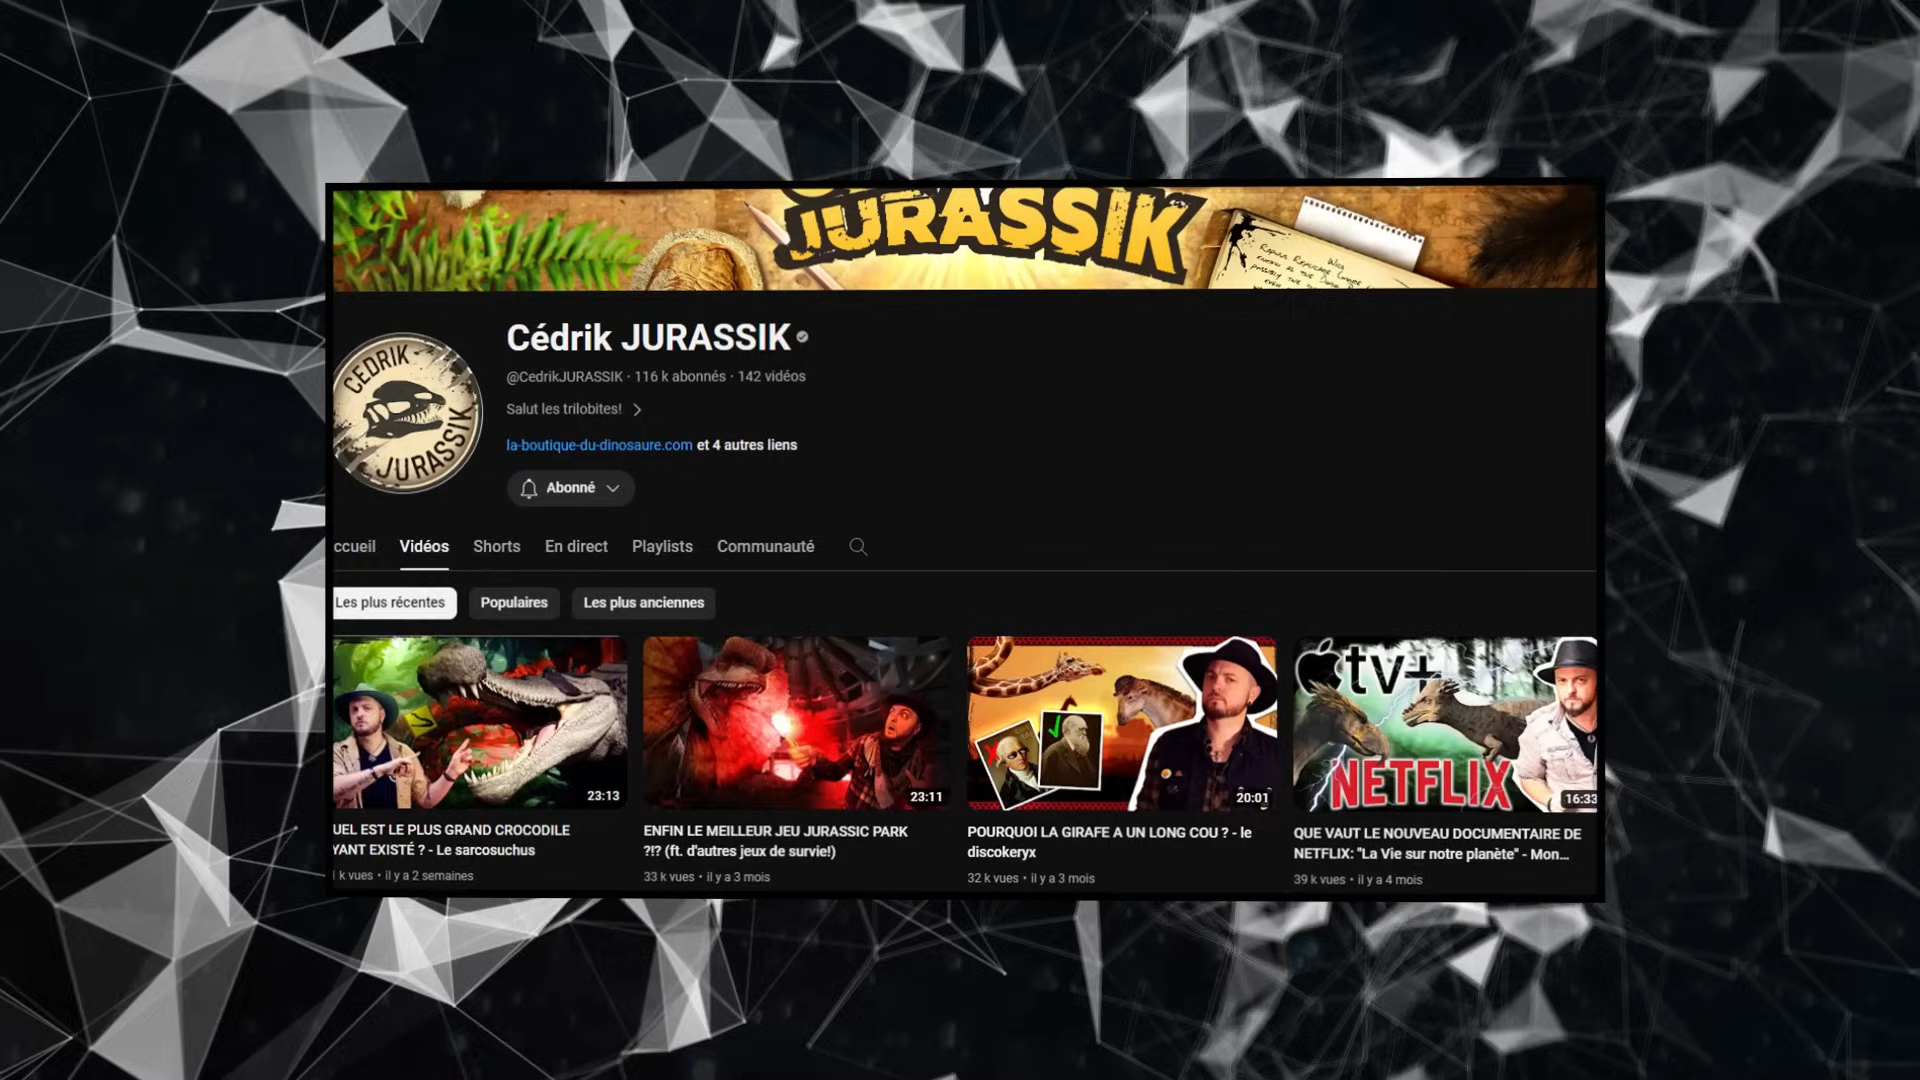 JURASSIK
Cédrik JURASSIK
@CedrikJURASSIK · 116 k abonnés · 142 vidéos
Salut les trilobites!
la-boutique-du-dinosaure.com et 4 autres liens
CEDRIK
JURASSIK
Abonné
ccueil Vidéos Shorts En direct Playlists Communauté
Les plus récentes Populaires Les plus anciennes
tv+
NETFLIX
23:13
23:11
20:01
16:33
UEL EST LE PLUS GRAND CROCODILE
YANT EXISTÉ ? - Le sarcosuchus
k vues • il y a 2 semaines
ENFIN LE MEILLEUR JEU JURASSIC PARK
?!? (ft. d'autres jeux de survie!)
33 k vues • il y a 3 mois
POURQUOI LA GIRAFE A UN LONG COU ? - le
discokeryx
32 k vues • il y a 3 mois
QUE VAUT LE NOUVEAU DOCUMENTAIRE DE
NETFLIX: "La Vie sur notre planète" - Mon...
39 k vues • il y a 4 mois